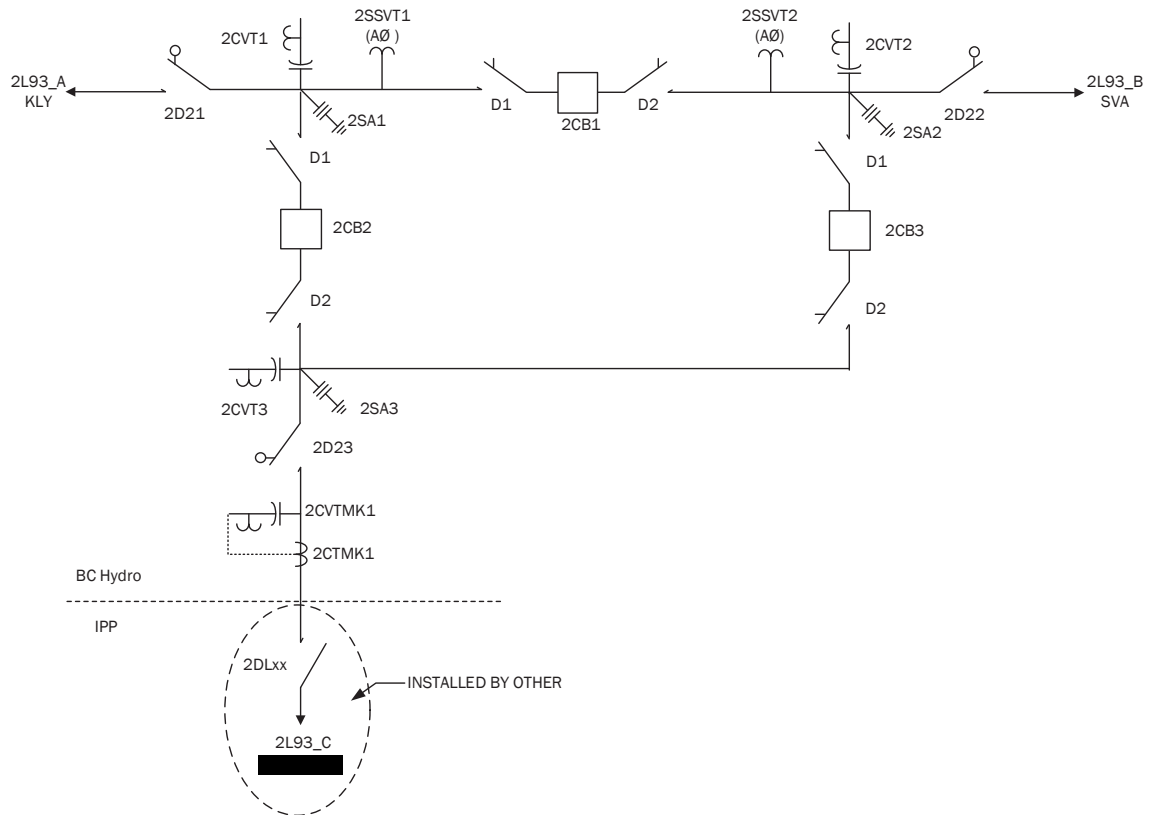 2SSVT1
(AØ )
2SSVT2
(AØ)
2CVT1
2CVT2
2L93_A
KLY
2D21
2SA1
D1
2CB1
D2
2SA2
2D22
2L93_B
SVA
D1
D1
2CB2
2CB3
D2
D2
2CVT3
2SA3
2D23
2CVTMK1
2CTMK1
BC Hydro
IPP
2DLxx
INSTALLED BY OTHER
2L93_C